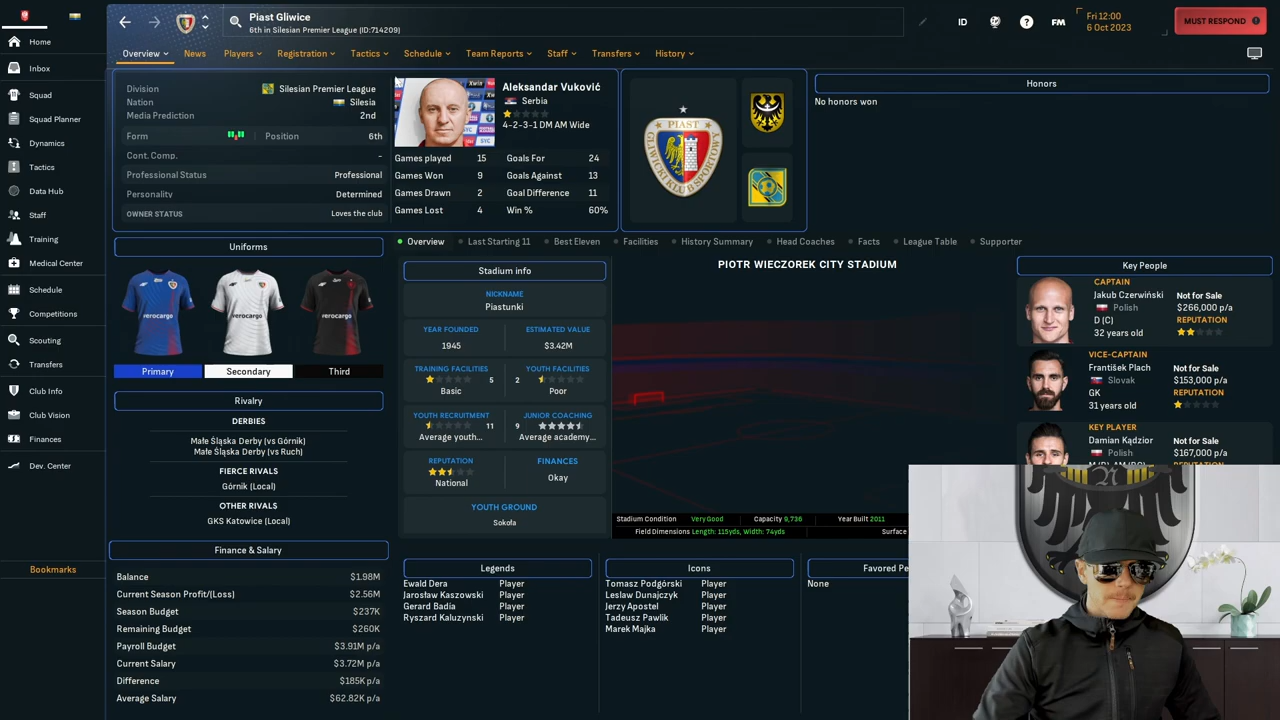 Piast Gliwice
6th in Silesian Premier League (ID:714209)
ID
FM
Fri 12:00
6 Oct 2023
MUST RESPOND
Overview
News
Players
Registration
Tactics
Schedule
Team Reports
Staff
Transfers
History
Home
Inbox
Squad
Squad Planner
Dynamics
Tactics
Data Hub
Staff
Training
Medical Center
Schedule
Competitions
Scouting
Transfers
Club Info
Club Vision
Finances
Dev. Center
Bookmarks
Division Silesian Premier League
Nation Silesia
Media Prediction 2nd
Form Position 6th
Cont. Comp. -
Professional Status Professional
Personality Determined
OWNER STATUS Loves the club
Aleksandar Vuković
Serbia
4-2-3-1 DM AM Wide
Games played 15 Goals For 24
Games Won 9 Goals Against 13
Games Drawn 2 Goal Difference 11
Games Lost 4 Win % 60%
PIAST
GLIWICKI KLUB SPORTOWY
Honors
No honors won
Uniforms
verocargo verocargo verocargo
Primary Secondary Third
Rivalry
DERBIES
Małe Śląska Derby (vs Górnik)
Małe Śląska Derby (vs Ruch)
FIERCE RIVALS
Górnik (Local)
OTHER RIVALS
GKS Katowice (Local)
Finance & Salary
Balance $1.98M
Current Season Profit/(Loss) $2.56M
Season Budget $237K
Remaining Budget $260K
Payroll Budget $3.91M p/a
Current Salary $3.72M p/a
Difference $185K p/a
Average Salary $62.82K p/a
Overview
Last Starting 11
Best Eleven
Facilities
History Summary
Head Coaches
Facts
League Table
Supporter
Stadium info
NICKNAME
Piastunki
YEAR FOUNDED ESTIMATED VALUE
1945 $3.42M
TRAINING FACILITIES YOUTH FACILITIES
5 2
Basic Poor
YOUTH RECRUITMENT JUNIOR COACHING
11 9
Average youth... Average academy...
REPUTATION FINANCES
National Okay
YOUTH GROUND
Sokoła
PIOTR WIECZOREK CITY STADIUM
Stadium Condition Very Good Capacity 9,736 Year Built 2011
Field Dimensions Length: 115yds, Width: 74yds Surface
Key People
CAPTAIN
Jakub Czerwiński Not for Sale
Polish $266,000 p/a
D (C) REPUTATION
32 years old
VICE-CAPTAIN
František Plach Not for Sale
Slovak $153,000 p/a
GK REPUTATION
31 years old
KEY PLAYER
Damian Kądzior Not for Sale
Polish $167,000 p/a
Legends
Ewald Dera Player
Jarosław Kaszowski Player
Gerard Badia Player
Ryszard Kaluzynski Player
Icons
Tomasz Podgórski Player
Leslaw Dunajczyk Player
Jerzy Apostel Player
Tadeusz Pawlik Player
Marek Majka Player
Favored Pe
None